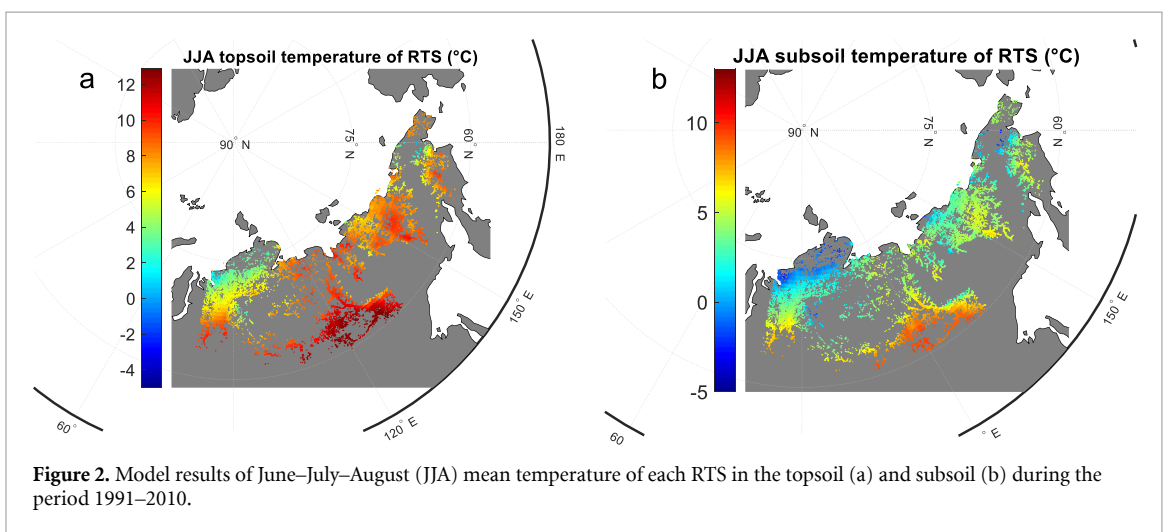 JJA topsoil temperature of RTS (°C)
a
12
10
8
6
4
2
0
-2
-4
90° N
75° N
60° N
180 E
150° E
120° E
60°
JJA subsoil temperature of RTS (°C)
b
10
5
0
-5
90° N
75° N
60° N
150° E
° E
60
Figure 2. Model results of June–July–August (JJA) mean temperature of each RTS in the topsoil (a) and subsoil (b) during the
period 1991–2010.